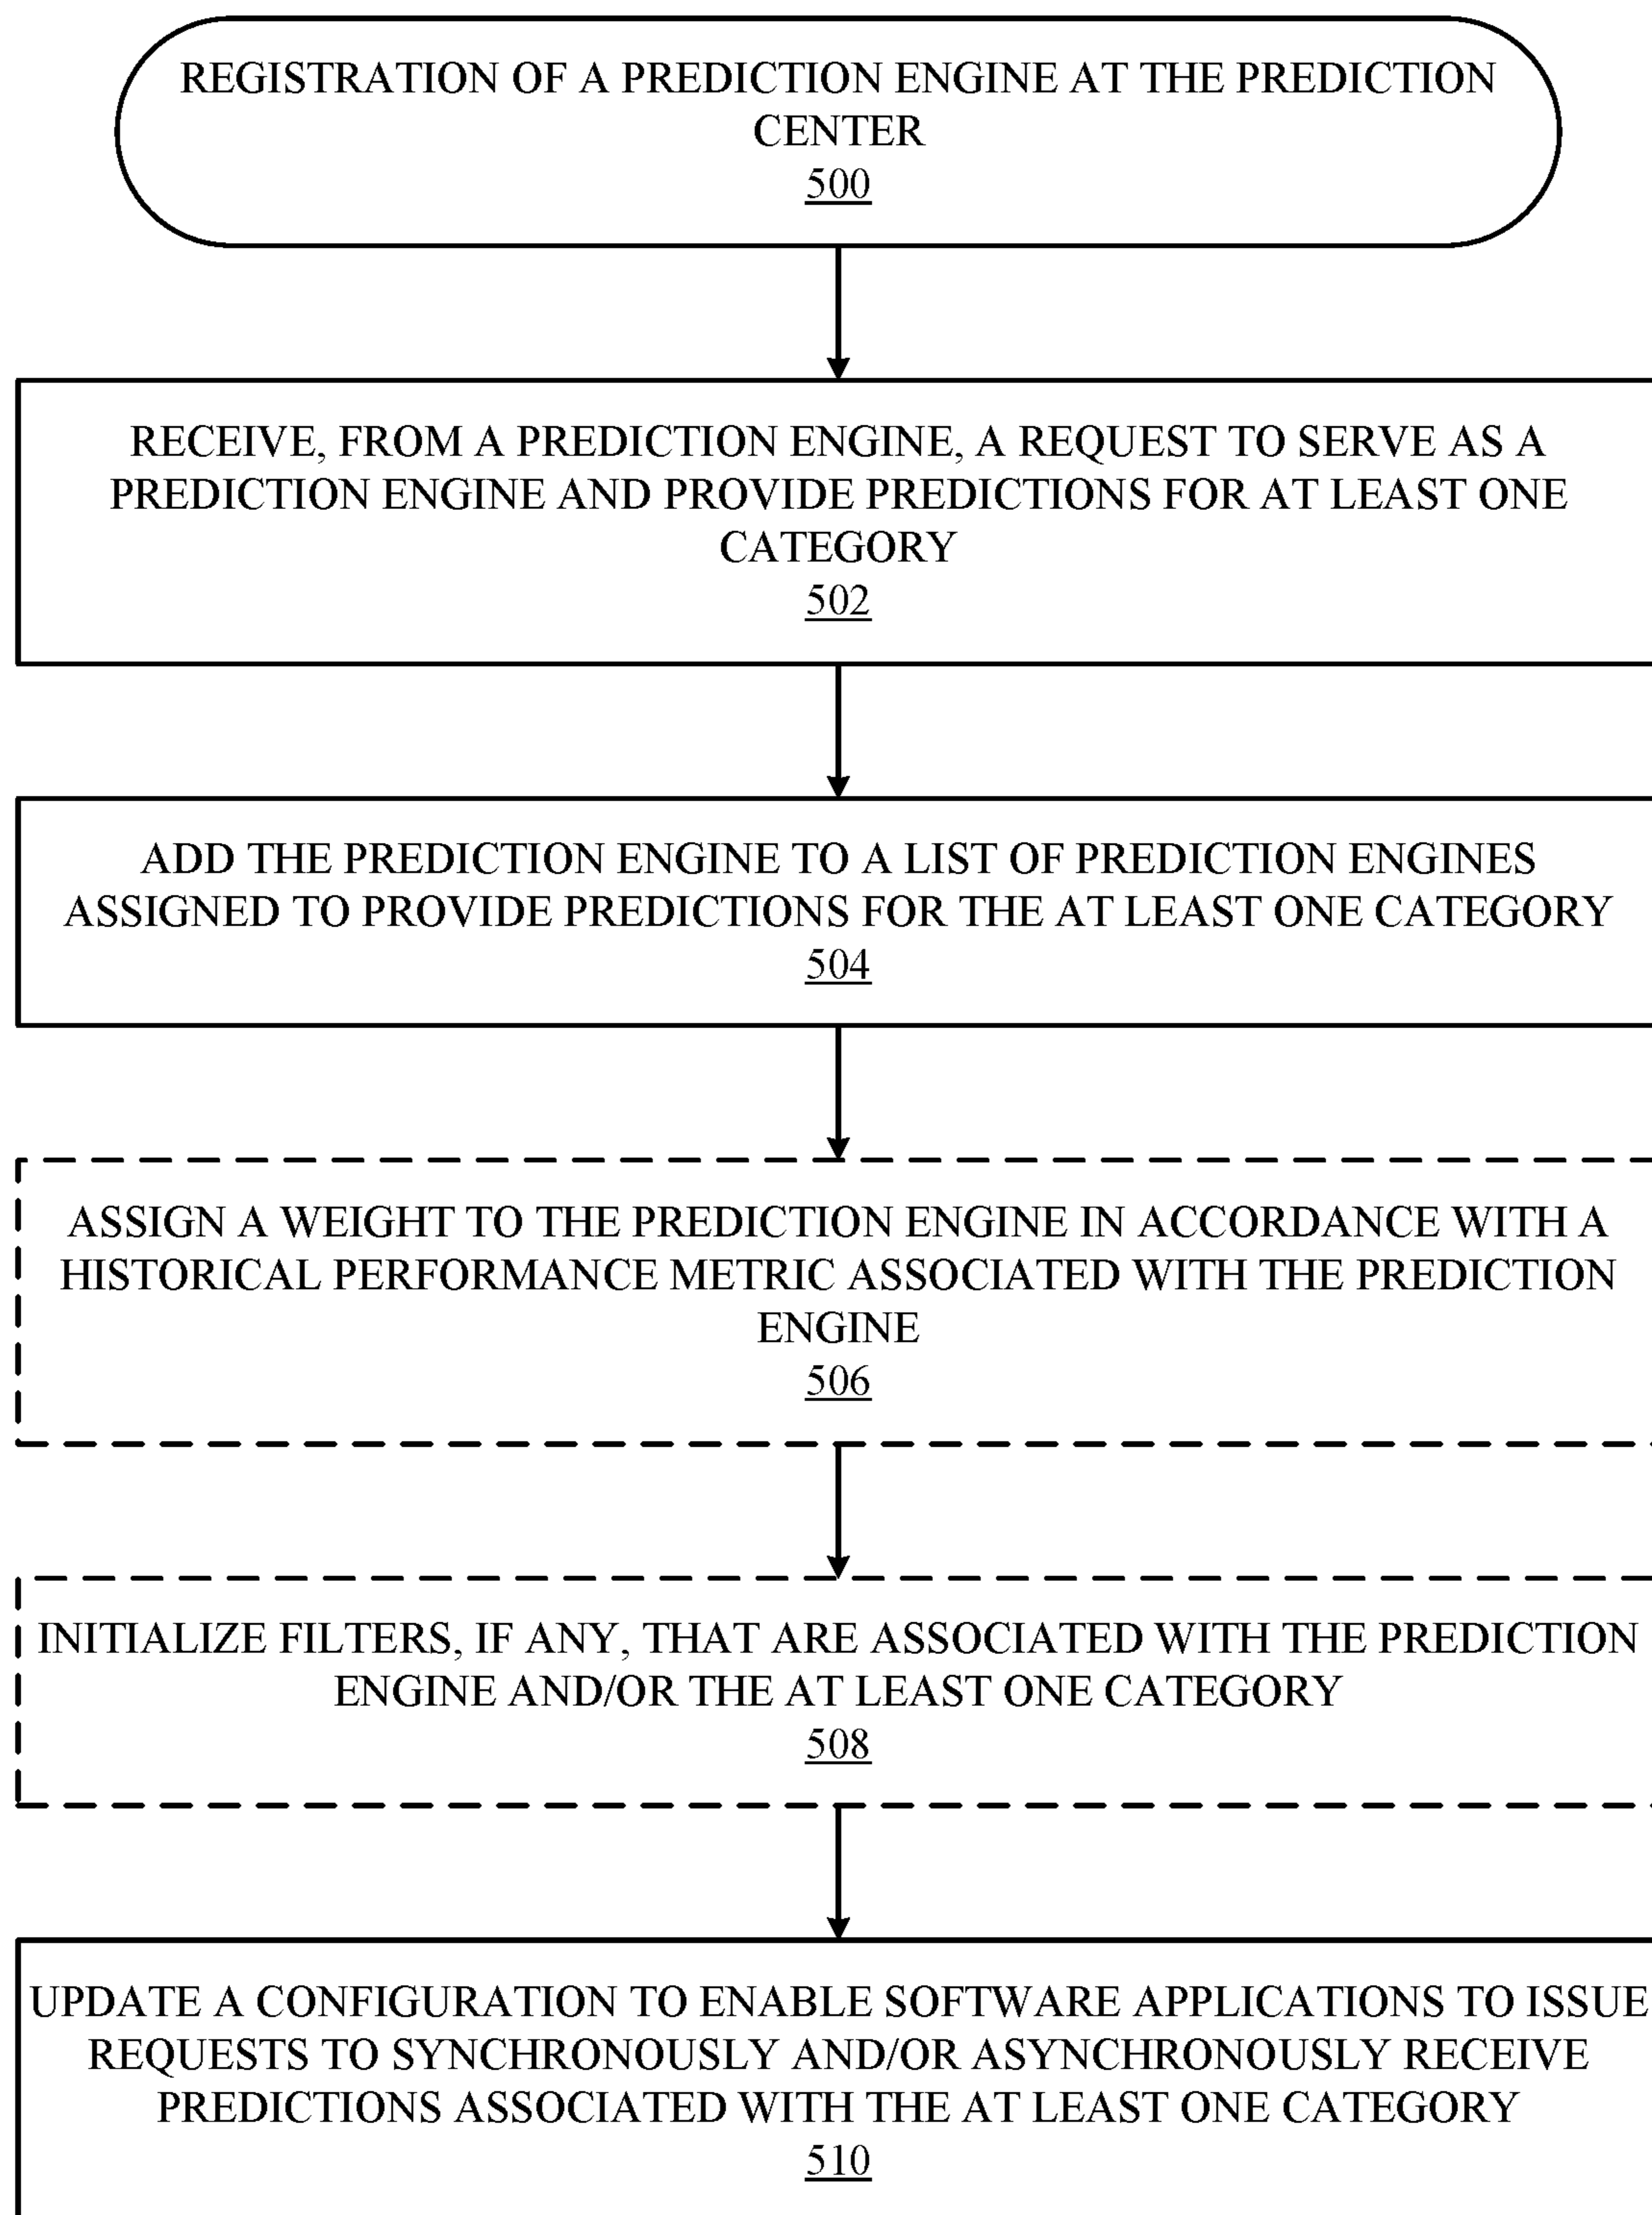 REGISTRATION OF A PREDICTION ENGINE AT THE PREDICTION
CENTER
500
RECEIVE, FROM A PREDICTION ENGINE, A REQUEST TO SERVE AS A
PREDICTION ENGINE AND PROVIDE PREDICTIONS FOR AT LEAST ONE
CATEGORY
502
ADD THE PREDICTION ENGINE TO A LIST OF PREDICTION ENGINES
ASSIGNED TO PROVIDE PREDICTIONS FOR THE AT LEAST ONE CATEGORY
504
ASSIGN A WEIGHT TO THE PREDICTION ENGINE IN ACCORDANCE WITH A
HISTORICAL PERFORMANCE METRIC ASSOCIATED WITH THE PREDICTION
ENGINE
506
INITIALIZE FILTERS, IF ANY, THAT ARE ASSOCIATED WITH THE PREDICTION
ENGINE AND/OR THE AT LEAST ONE CATEGORY
508
UPDATE A CONFIGURATION TO ENABLE SOFTWARE APPLICATIONS TO ISSUE
REQUESTS TO SYNCHRONOUSLY AND/OR ASYNCHRONOUSLY RECEIVE
PREDICTIONS ASSOCIATED WITH THE AT LEAST ONE CATEGORY
510